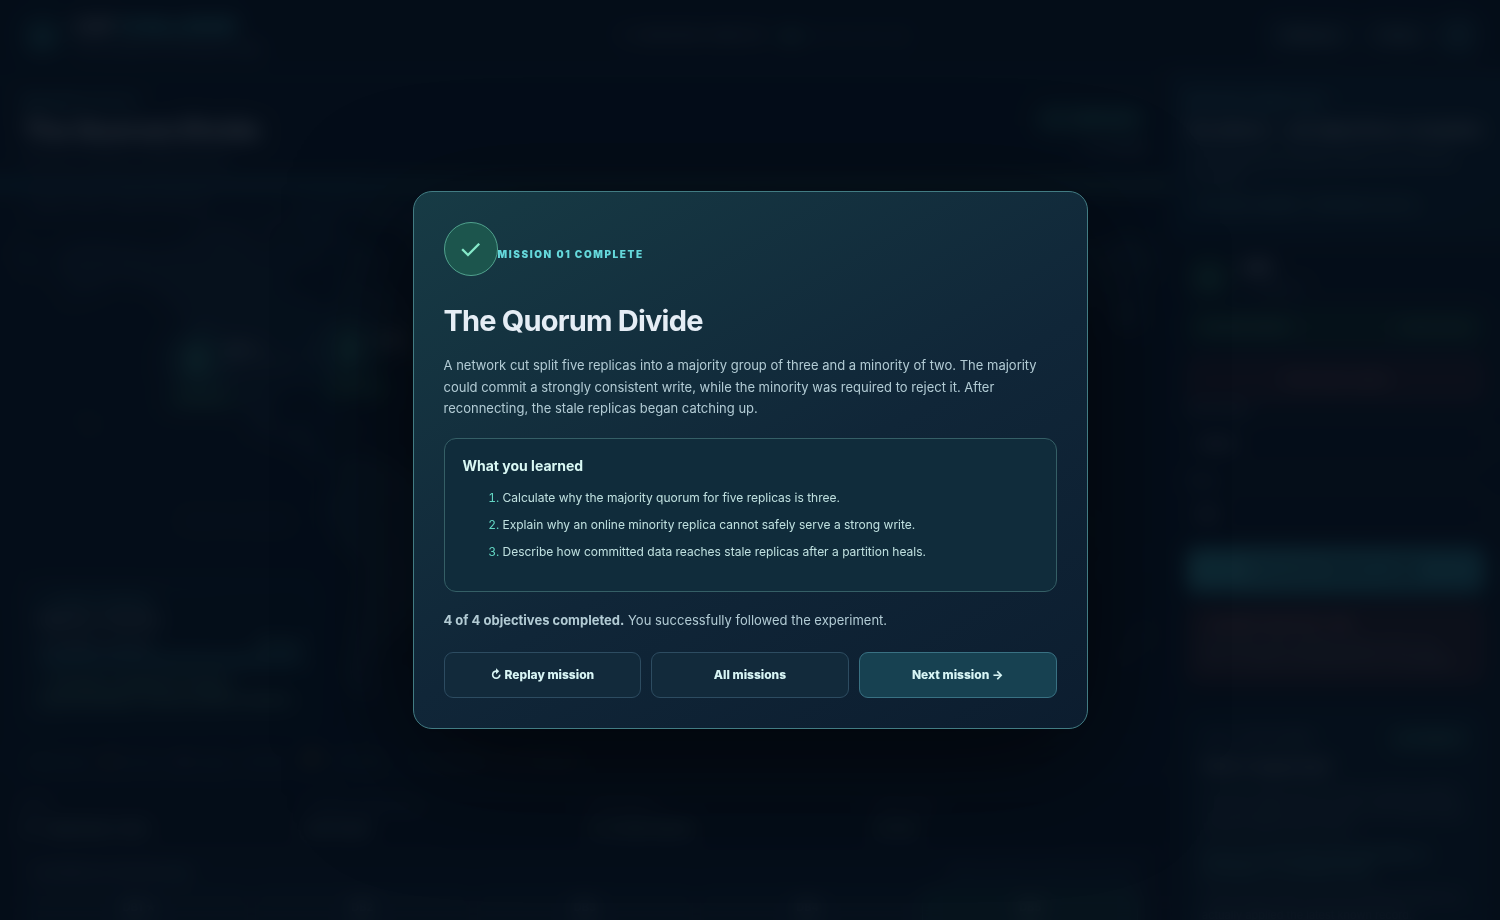 MISSION 01 COMPLETE
The Quorum Divide
A network cut split five replicas into a majority group of three and a minority of two. The majority
could commit a strongly consistent write, while the minority was required to reject it. After
reconnecting, the stale replicas began catching up.
What you learned
1. Calculate why the majority quorum for five replicas is three.
2. Explain why an online minority replica cannot safely serve a strong write.
3. Describe how committed data reaches stale replicas after a partition heals.
4 of 4 objectives completed. You successfully followed the experiment.
↻ Replay mission
All missions
Next mission →